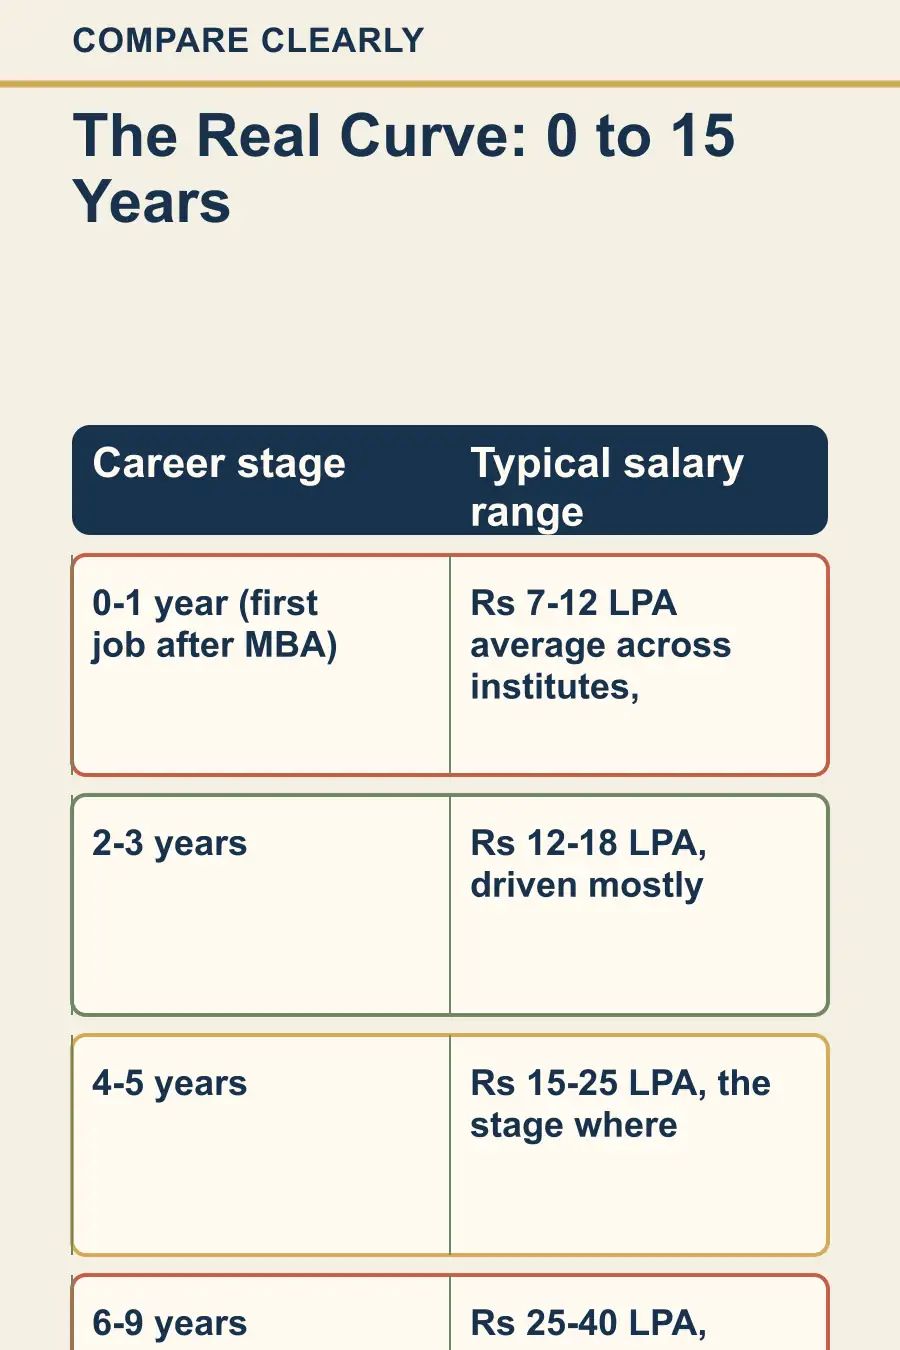 COMPARE CLEARLY
The Real Curve: 0 to 15
Years
Career stage
Typical salary
range
0-1 year (first
job after MBA)
Rs 7-12 LPA
average across
institutes,
2-3 years
Rs 12-18 LPA,
driven mostly
4-5 years
Rs 15-25 LPA, the
stage where
6-9 years
Rs 25-40 LPA,